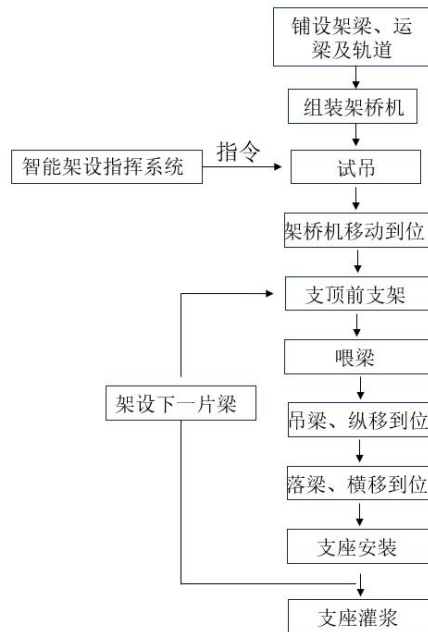 铺设架梁、运
梁及轨道
组装架桥机
智能架设指挥系统
指令
试吊
架桥机移动到位
支顶前支架
喂梁
架设下一片梁
吊梁、纵移到位
落梁、横移到位
支座安装
支座灌浆